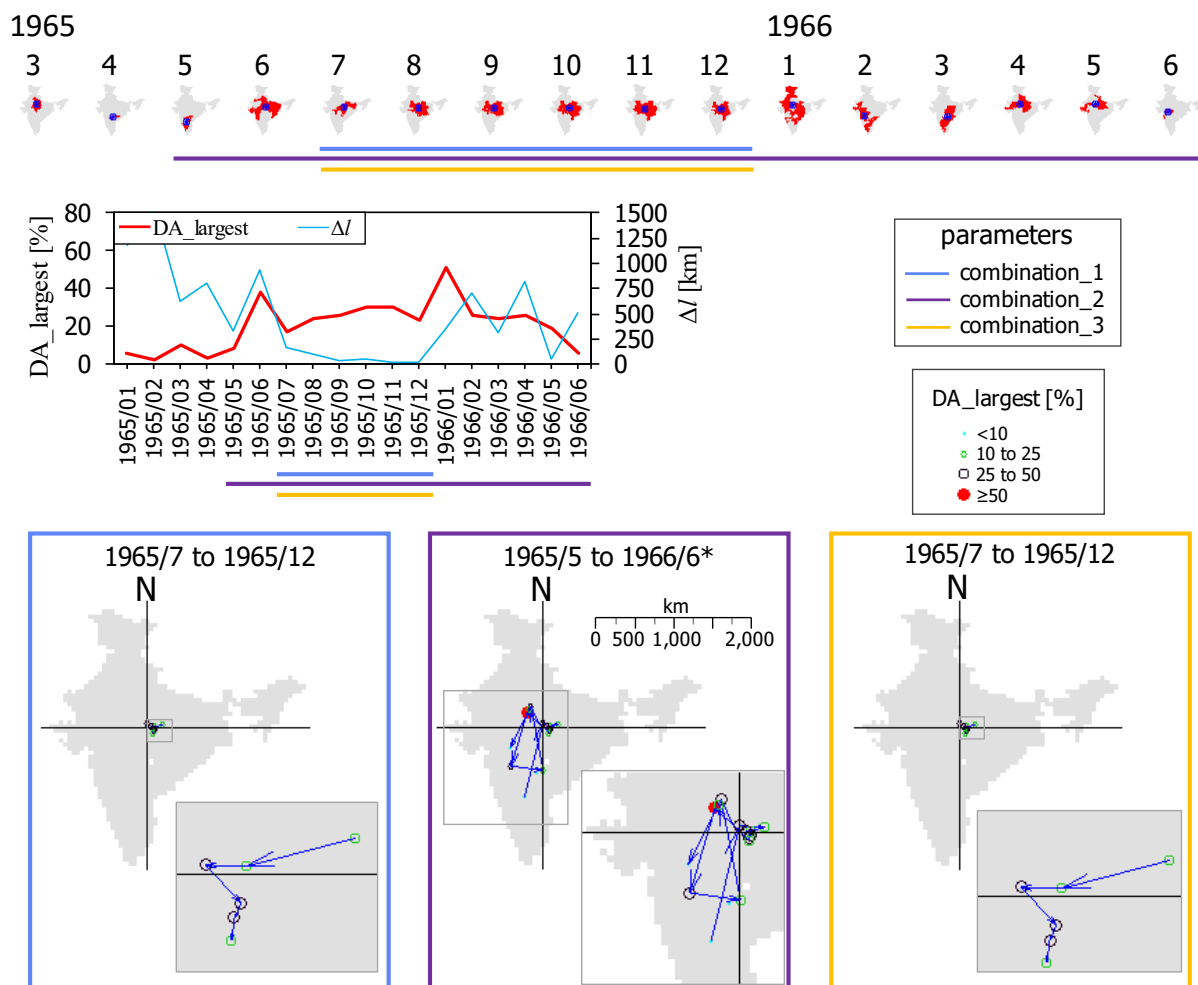 1965 1966
3 4 5 6 7 8 9 10 11 12 1 2 3 4 5 6
80 1500
DA_largest Δl
1250
60 1000
40 750
500
20 250
0 0
DA_largest [%]
Δl [km]
1965/01
1965/02
1965/03
1965/04
1965/05
1965/06
1965/07
1965/08
1965/09
1965/10
1965/11
1965/12
1966/01
1966/02
1966/03
1966/04
1966/05
1966/06
parameters
combination_1
combination_2
combination_3
DA_largest [%]
<10
10 to 25
25 to 50
≥50
1965/7 to 1965/12
N
1965/5 to 1966/6*
N
km
0 500 1,000 2,000
1965/7 to 1965/12
N